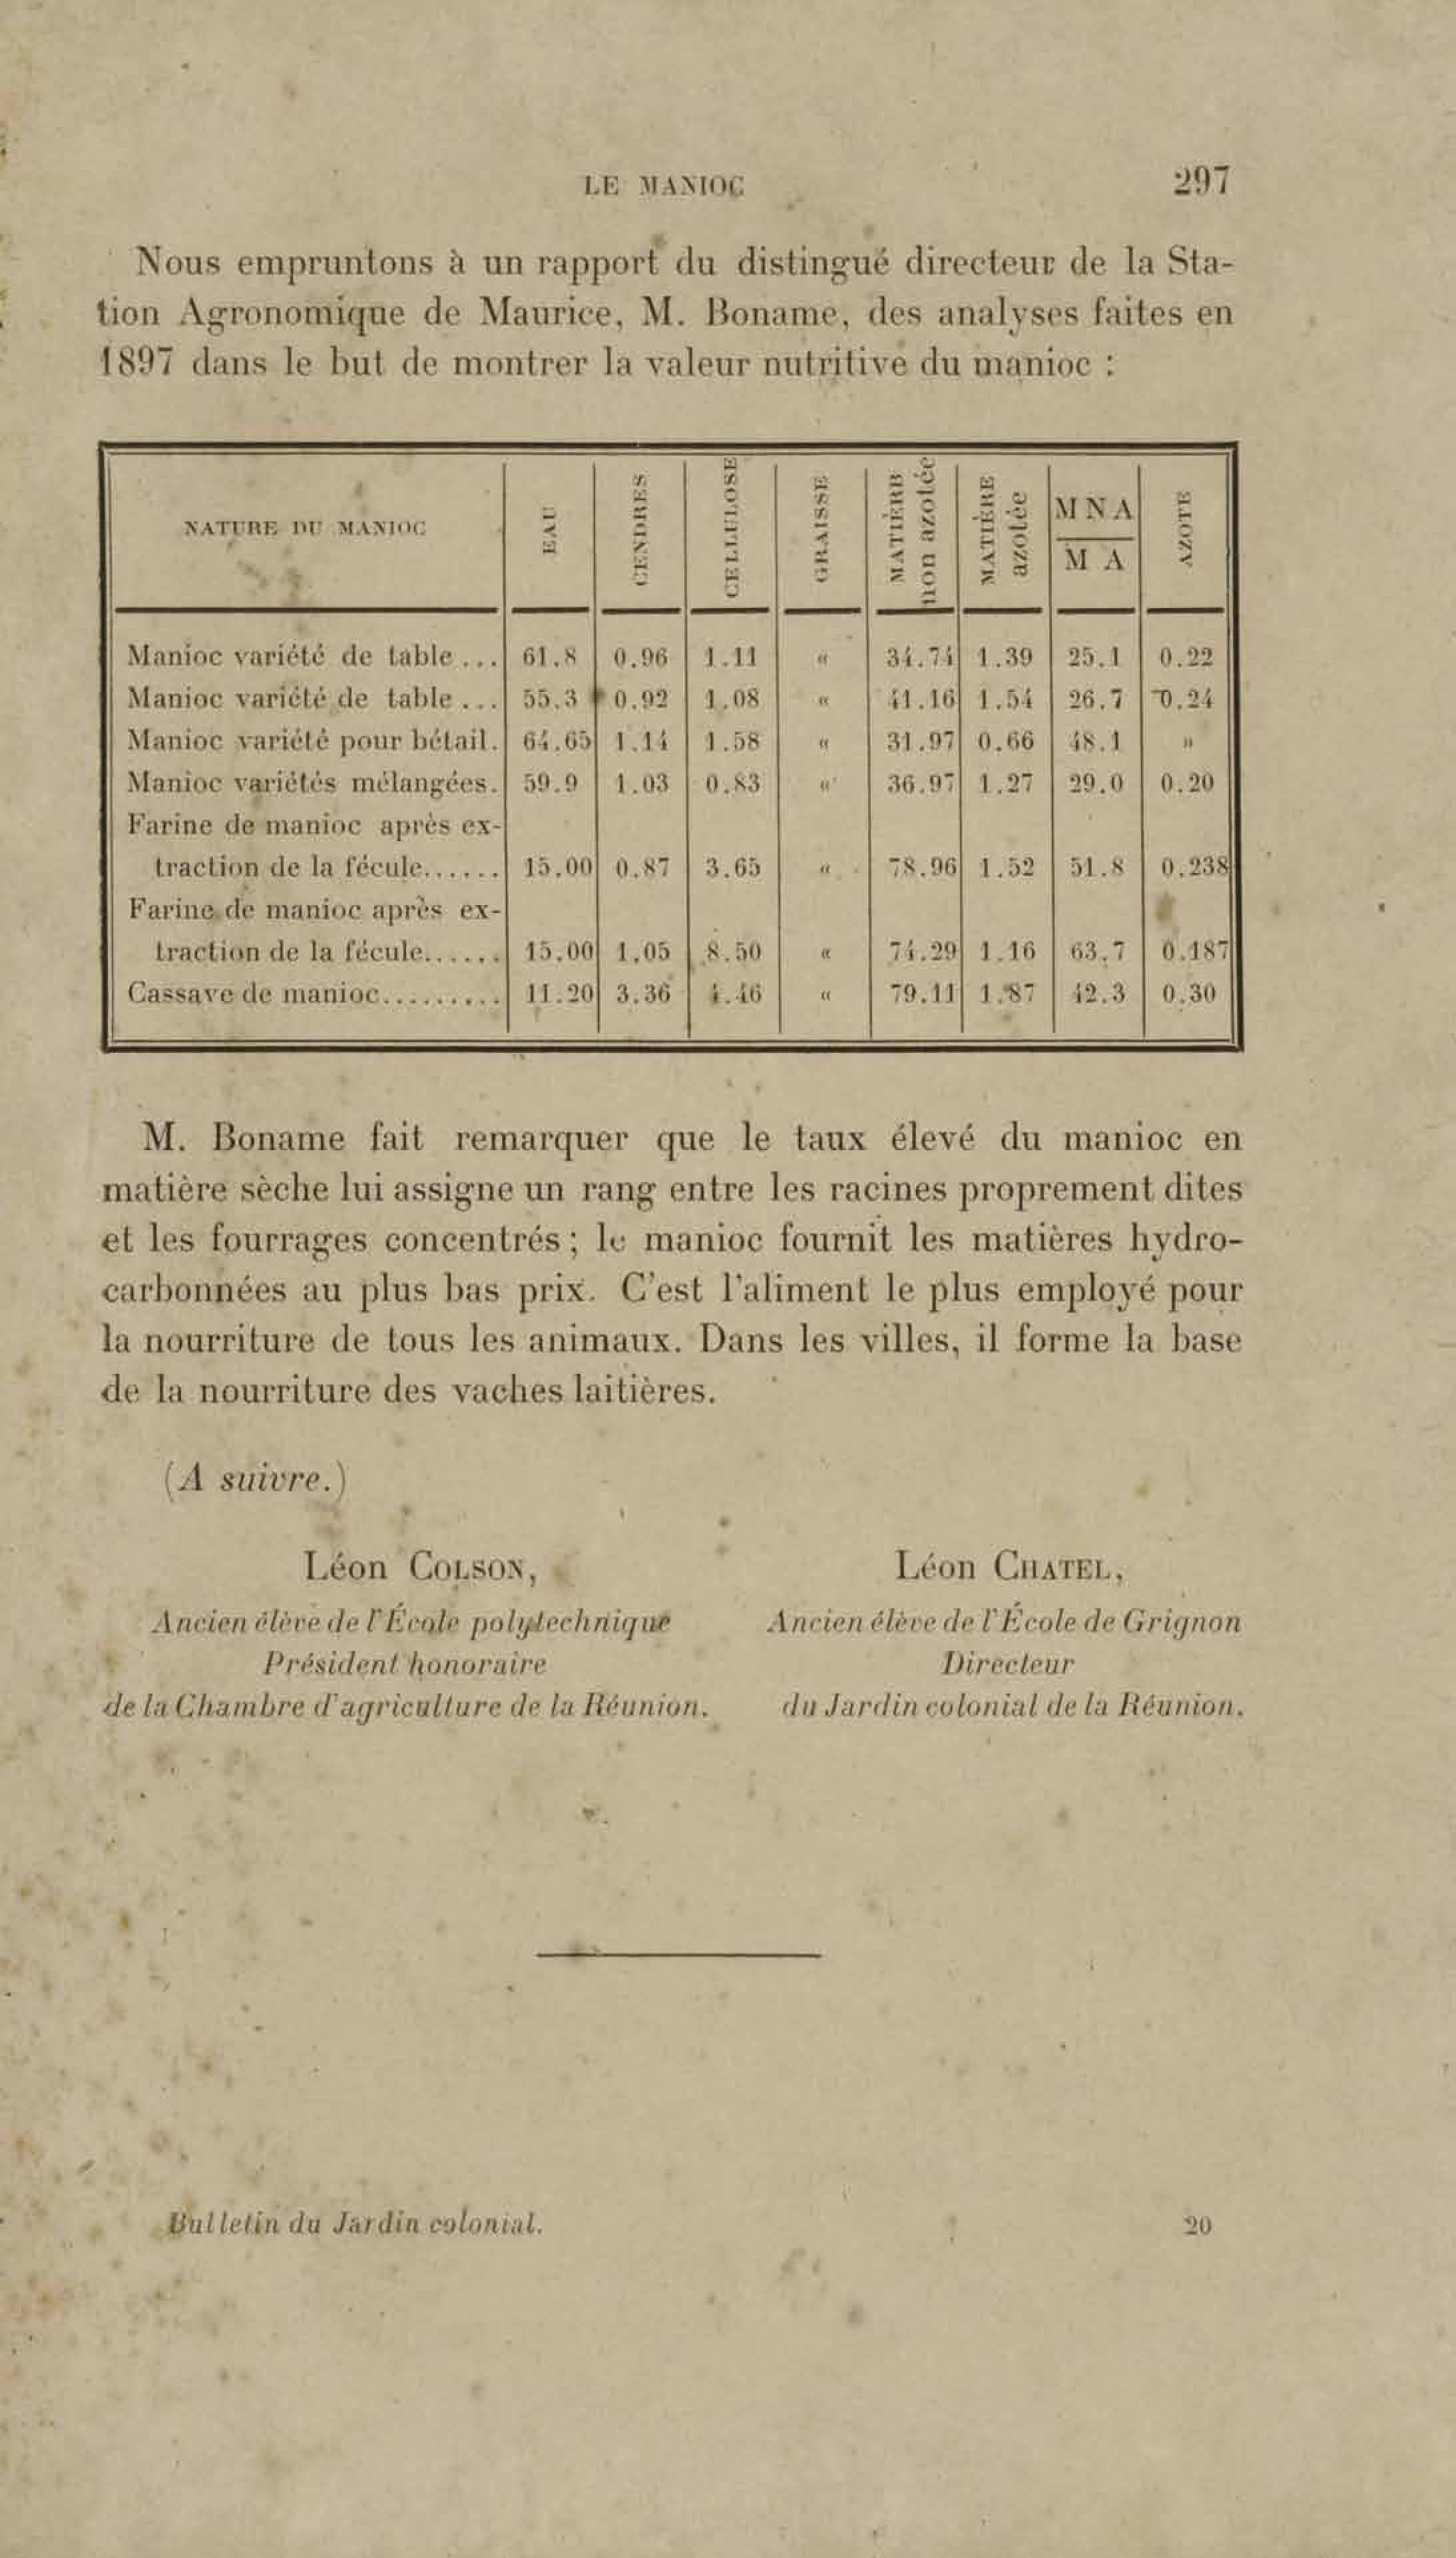 LE MANIOC 297
Nous empruntons à un rapport du distingué directeur de la Sta-
tion Agronomique de Maurice, M. Boname, des analyses faites en
1897 dans le but de montrer la valeur nutritive du manioc :
NATURE DU MANIOC EAU CENDRES CELLULOSE GRAISSE MATIÈRE non azotée MATIÈRE azotée MNA / MA AZOTE
Manioc variété de table ... 61.8 0.96 1.11 « 34.74 1.39 25.1 0.22
Manioc variété de table ... 55.3 0.92 1.08 « 41.16 1.54 26.7 0.24
Manioc variété pour bétail. 64.65 1.14 1.58 « 31.97 0.66 48.1 »
Manioc variétés mélangées. 59.9 1.03 0.83 « 36.97 1.27 29.0 0.20
Farine de manioc après ex-
traction de la fécule...... 15.00 0.87 3.65 « 78.96 1.52 51.8 0.238
Farine de manioc après ex-
traction de la fécule...... 15.00 1.05 8.50 « 74.29 1.16 63.7 0.187
Cassave de manioc.......... 11.20 3.36 4.46 « 79.11 1.87 42.3 0.30
M. Boname fait remarquer que le taux élevé du manioc en
matière sèche lui assigne un rang entre les racines proprement dites
et les fourrages concentrés ; le manioc fournit les matières hydro-
carbonnées au plus bas prix. C'est l'aliment le plus employé pour
la nourriture de tous les animaux. Dans les villes, il forme la base
de la nourriture des vaches laitières.
(A suivre.)
Léon COLSON,
Ancien élève de l'École polytechnique
Président honoraire
de la Chambre d'agriculture de la Réunion.
Léon CHATEL,
Ancien élève de l'École de Grignon
Directeur
du Jardin colonial de la Réunion.
Bulletin du Jardin colonial. 20